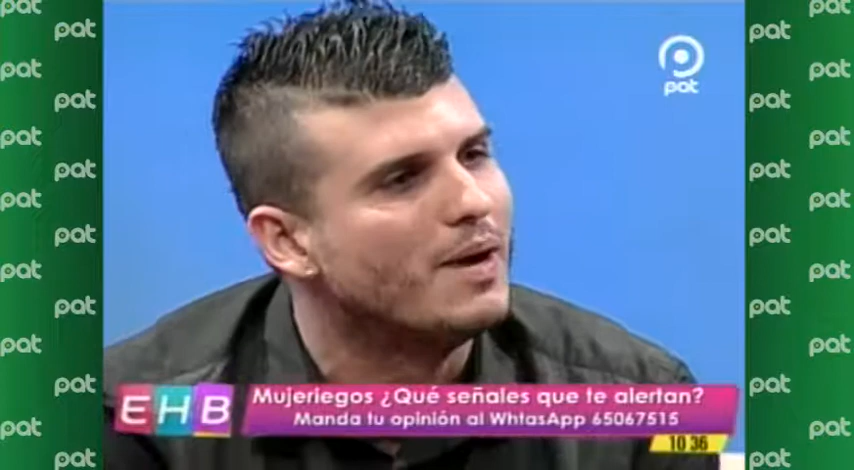 pat
EHB
Mujeriegos ¿Qué señales que te alertan?
Manda tu opinión al WhtasApp 65067515
10 36